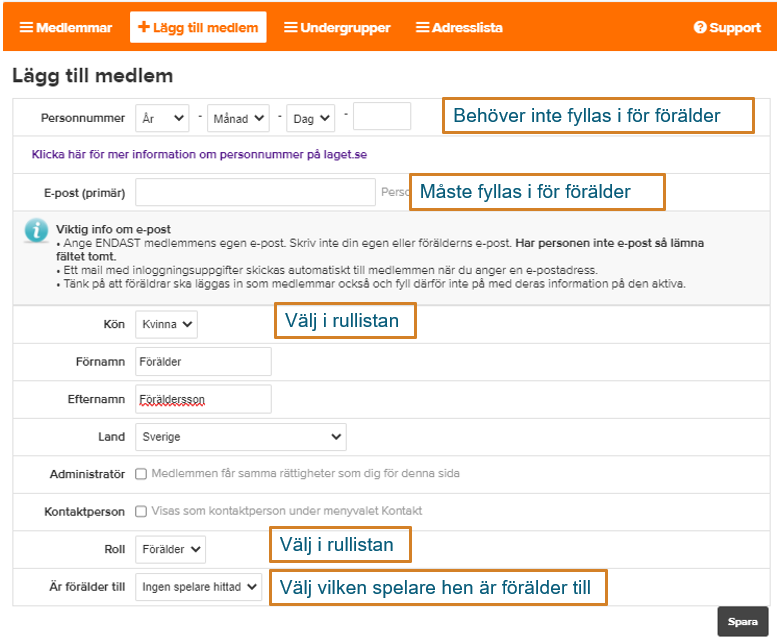 Medlemmar + Lägg till medlem Undergrupper Adresslista ? Support
Lägg till medlem
Personnummer År - Månad - Dag - Behöver inte fyllas i för förälder
Klicka här för mer information om personnummer på laget.se
E-post (primär) Perso Måste fyllas i för förälder
Viktig info om e-post
• Ange ENDAST medlemmens egen e-post. Skriv inte din egen eller förälderns e-post. Har personen inte e-post så lämna
fältet tomt.
• Ett mail med inloggningsuppgifter skickas automatiskt till medlemmen när du anger en e-postadress.
• Tänk på att föräldrar ska läggas in som medlemmar också och fyll därför inte på med deras information på den aktiva.
Kön Kvinna Välj i rullistan
Förnamn Förälder
Efternamn Föräldersson
Land Sverige
Administratör Medlemmen får samma rättigheter som dig för denna sida
Kontaktperson Visas som kontaktperson under menyvalet Kontakt
Roll Förälder Välj i rullistan
Är förälder till Ingen spelare hittad Välj vilken spelare hen är förälder till
Spara